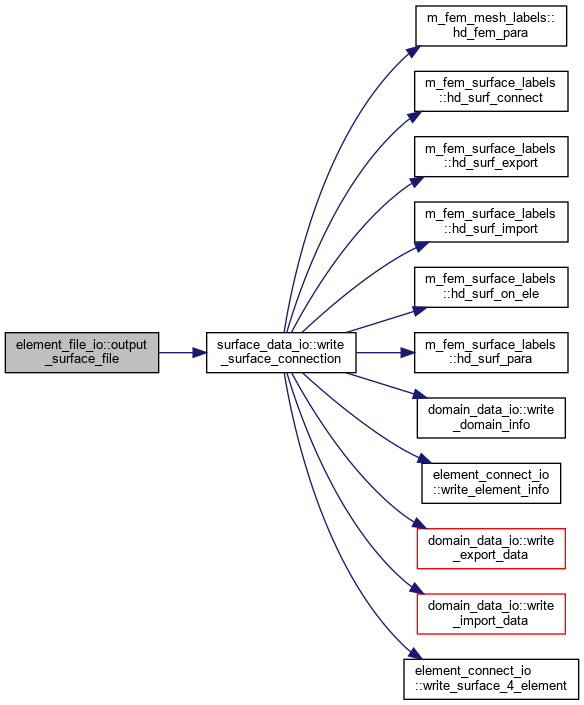 element_file_io::output
_surface_file
surface_data_io::write
_surface_connection
m_fem_mesh_labels::
hd_fem_para
m_fem_surface_labels
::hd_surf_connect
m_fem_surface_labels
::hd_surf_export
m_fem_surface_labels
::hd_surf_import
m_fem_surface_labels
::hd_surf_on_ele
m_fem_surface_labels
::hd_surf_para
domain_data_io::write
_domain_info
element_connect_io
::write_element_info
domain_data_io::write
_export_data
domain_data_io::write
_import_data
element_connect_io
::write_surface_4_element